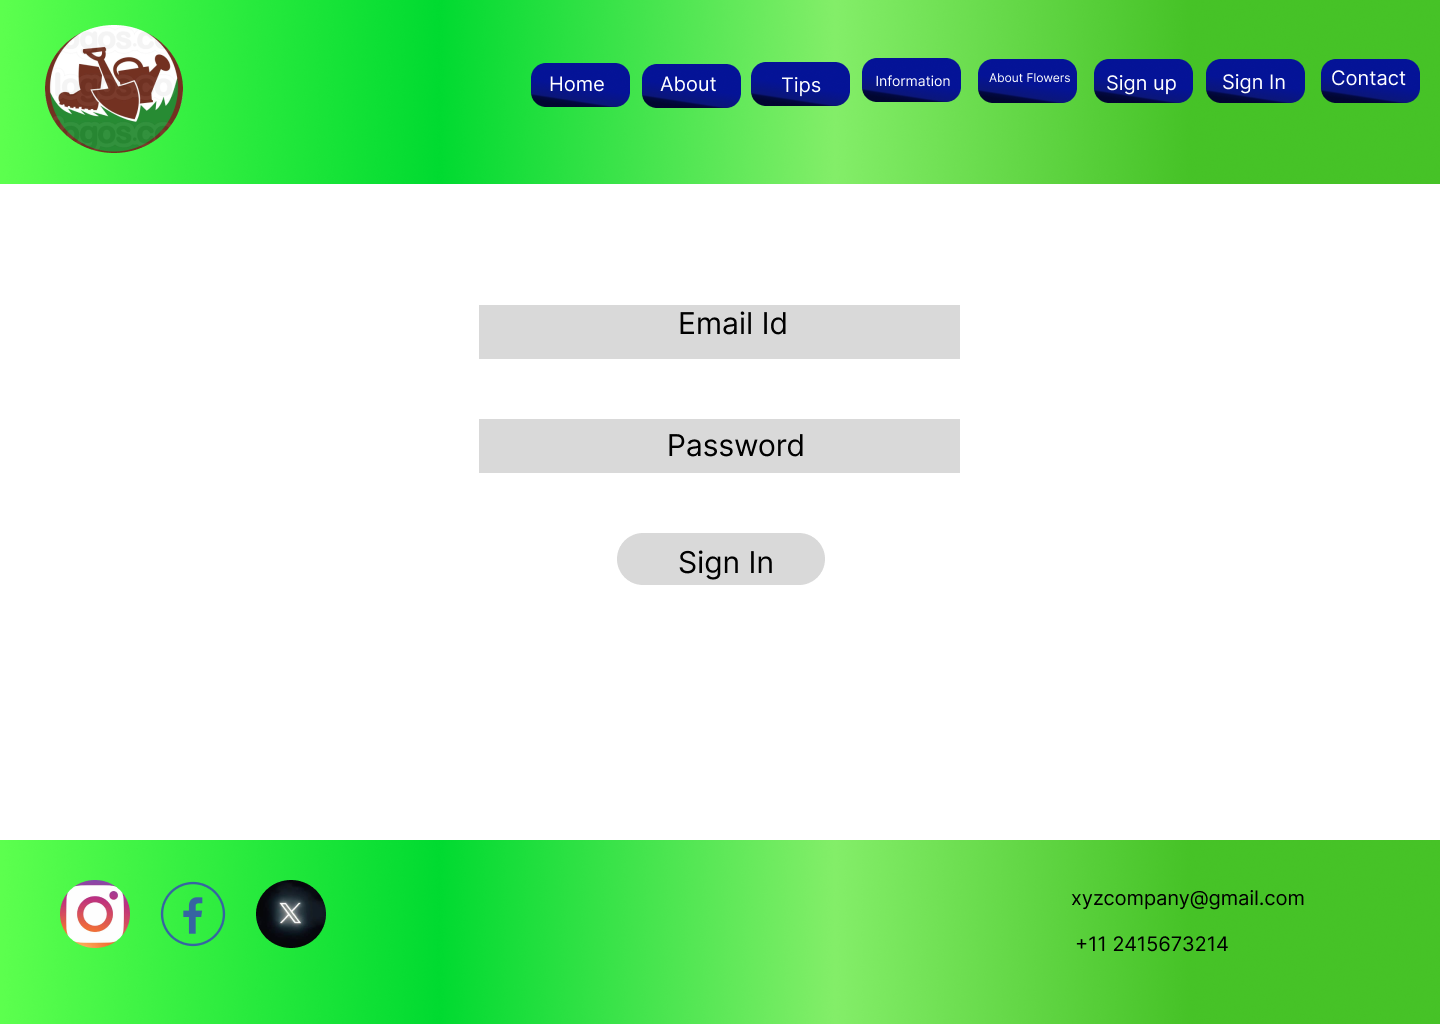 Home About Tips Information About Flowers Sign up Sign In Contact
Email Id
Password
Sign In
xyzcompany@gmail.com
+11 2415673214